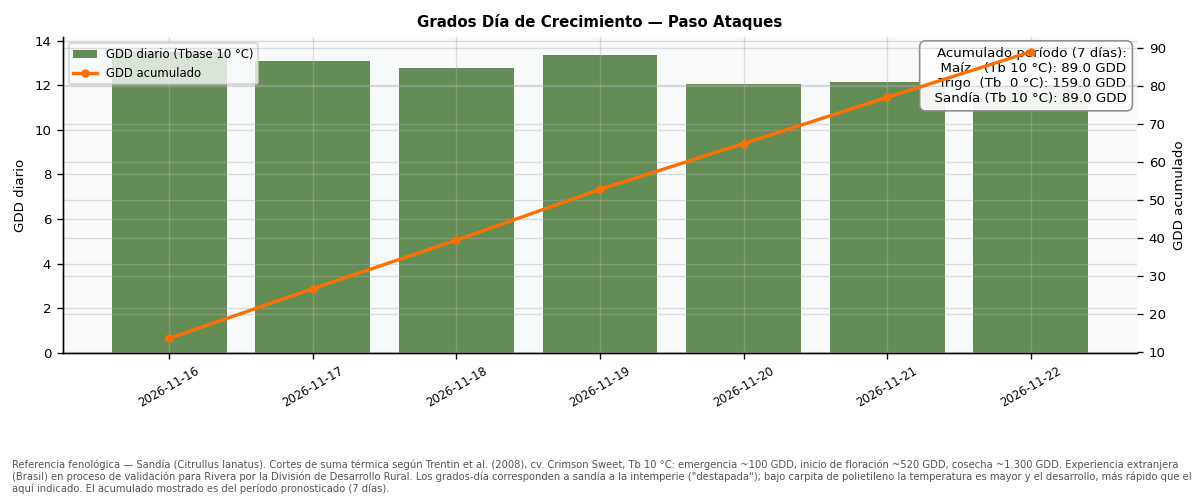 Grados Día de Crecimiento — Paso Ataques
GDD diario (Tbase 10 °C)
GDD acumulado
Acumulado período (7 días):
Maíz (Tb 10 °C): 89.0 GDD
Trigo (Tb 0 °C): 159.0 GDD
Sandía (Tb 10 °C): 89.0 GDD
GDD diario
14
12
10
8
6
4
2
0
GDD acumulado
90
80
70
60
50
40
30
20
10
2026-11-16
2026-11-17
2026-11-18
2026-11-19
2026-11-20
2026-11-21
2026-11-22
Referencia fenológica — Sandía (Citrullus lanatus). Cortes de suma térmica según Trentin et al. (2008), cv. Crimson Sweet, Tb 10 °C: emergencia ~100 GDD, inicio de floración ~520 GDD, cosecha ~1.300 GDD. Experiencia extranjera
(Brasil) en proceso de validación para Rivera por la División de Desarrollo Rural. Los grados-día corresponden a sandía a la intemperie ("destapada"); bajo carpita de polietileno la temperatura es mayor y el desarrollo, más rápido que el
aquí indicado. El acumulado mostrado es del período pronosticado (7 días).